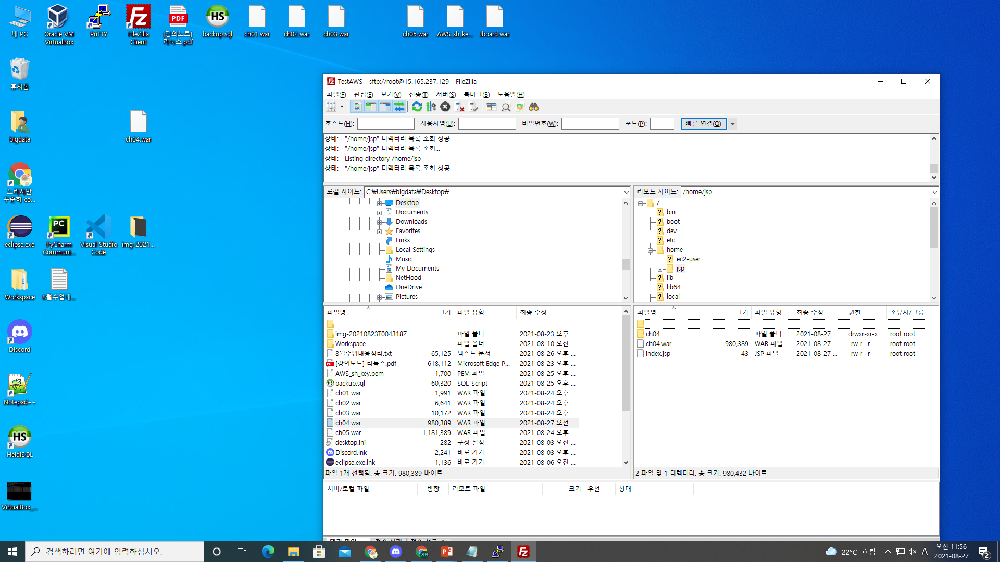 내 PC
Oracle VM
VirtualBox
PuTTY
FileZilla
Client
[강의노트]
리눅스.pdf
backup.sql
ch01.war
ch02.war
ch03.war
ch05.war
AWS_sh_ke...
Jboard.war
휴지통
bigdata
ch04.war
느리지만
꾸준히 co...
eclipse.exe
PyCharm
Communi...
Visual Studio
Code
img-2021...
Workspace
8월수업내...
Discord
Notepad++
HeidiSQL
VirtualBox_...
TestAWS - sftp://root@15.165.237.129 - FileZilla
파일(F) 편집(E) 보기(V) 전송(T) 서버(S) 북마크(B) 도움말(H)
호스트(H): 사용자명(U): 비밀번호(W): 포트(P): 빠른 연결(Q)
상태: "/home/jsp" 디렉터리 목록 조회 성공
상태: "/home/jsp" 디렉터리 목록 조회...
상태: Listing directory /home/jsp
상태: "/home/jsp" 디렉터리 목록 조회 성공
로컬 사이트: C:₩Users₩bigdata₩Desktop₩
Desktop
Documents
Downloads
Favorites
Links
Local Settings
Music
My Documents
NetHood
OneDrive
Pictures
리모트 사이트: /home/jsp
/
bin
boot
dev
etc
home
ec2-user
jsp
lib
lib64
local
파일명 크기 파일 유형 최종 수정
..
img-20210823T004318Z... 파일 폴더 2021-08-23 오후 ...
Workspace 파일 폴더 2021-08-10 오전 ...
8월수업내용정리.txt 65,125 텍스트 문서 2021-08-26 오후 ...
[강의노트] 리눅스.pdf 618,112 Microsoft Edge P... 2021-08-23 오후 ...
AWS_sh_key.pem 1,700 PEM 파일 2021-08-25 오후 ...
backup.sql 60,320 SQL-Script 2021-08-25 오후 ...
ch01.war 1,991 WAR 파일 2021-08-24 오후 ...
ch02.war 6,641 WAR 파일 2021-08-24 오후 ...
ch03.war 10,172 WAR 파일 2021-08-24 오후 ...
ch04.war 980,389 WAR 파일 2021-08-27 오전 ...
ch05.war 1,181,389 WAR 파일 2021-08-24 오후 ...
desktop.ini 282 구성 설정 2021-08-03 오전 ...
Discord.lnk 2,241 바로 가기 2021-08-03 오후 ...
eclipse.exe.lnk 1,136 바로 가기 2021-08-06 오전 ...
파일 1개 선택됨. 총 크기: 980,389 바이트
파일명 크기 파일 유형 최종 수정 권한 소유자/그룹
..
ch04 파일 폴더 2021-08-27 ... drwxr-xr-x root root
ch04.war 980,389 WAR 파일 2021-08-27 ... -rw-r--r-- root root
index.jsp 43 JSP 파일 2021-08-27 ... -rw-r--r-- root root
2 파일 및 1 디렉터리. 총 크기: 980,432 바이트
서버/로컬 파일 방향 리모트 파일 크기 우선 ... 상태
대기 파일 전송 실패 전송 성공 (1)
검색하려면 여기에 입력하십시오.
22°C 흐림
A
오전 11:56
2021-08-27
2